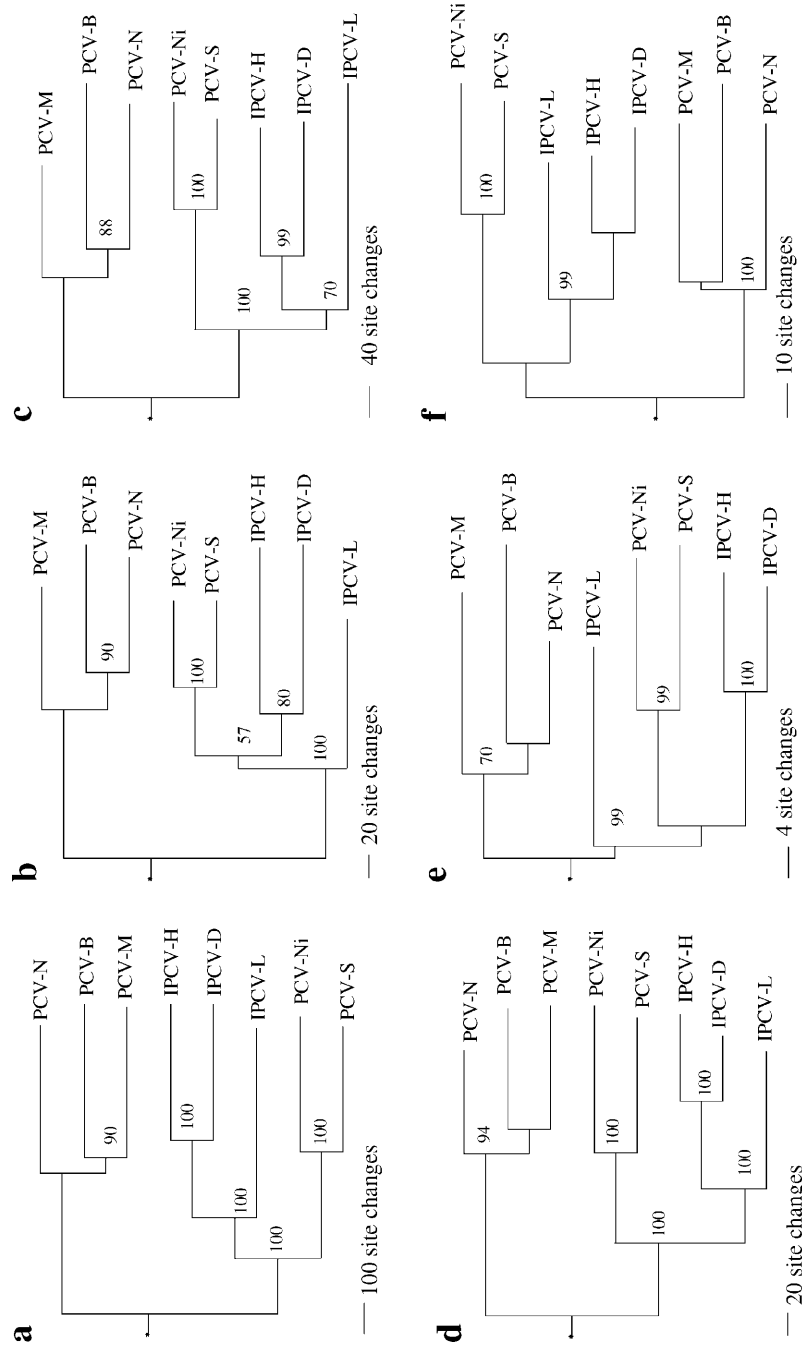 a
PCV-N
PCV-B
PCV-M
90
IPCV-H
IPCV-D
100
IPCV-L
100
100
PCV-Ni
PCV-S
100
100 site changes
b
PCV-M
PCV-B
PCV-N
90
PCV-Ni
PCV-S
100
57
IPCV-H
IPCV-D
80
100
IPCV-L
20 site changes
c
PCV-M
PCV-B
PCV-N
88
PCV-Ni
PCV-S
100
100
IPCV-H
IPCV-D
99
70
IPCV-L
40 site changes
d
PCV-N
94
PCV-B
PCV-M
PCV-Ni
PCV-S
100
100
IPCV-H
IPCV-D
100
100
IPCV-L
20 site changes
e
PCV-M
70
PCV-B
PCV-N
IPCV-L
99
PCV-Ni
PCV-S
99
IPCV-H
IPCV-D
100
4 site changes
f
PCV-Ni
PCV-S
100
IPCV-L
99
IPCV-H
IPCV-D
PCV-M
PCV-B
100
PCV-N
10 site changes